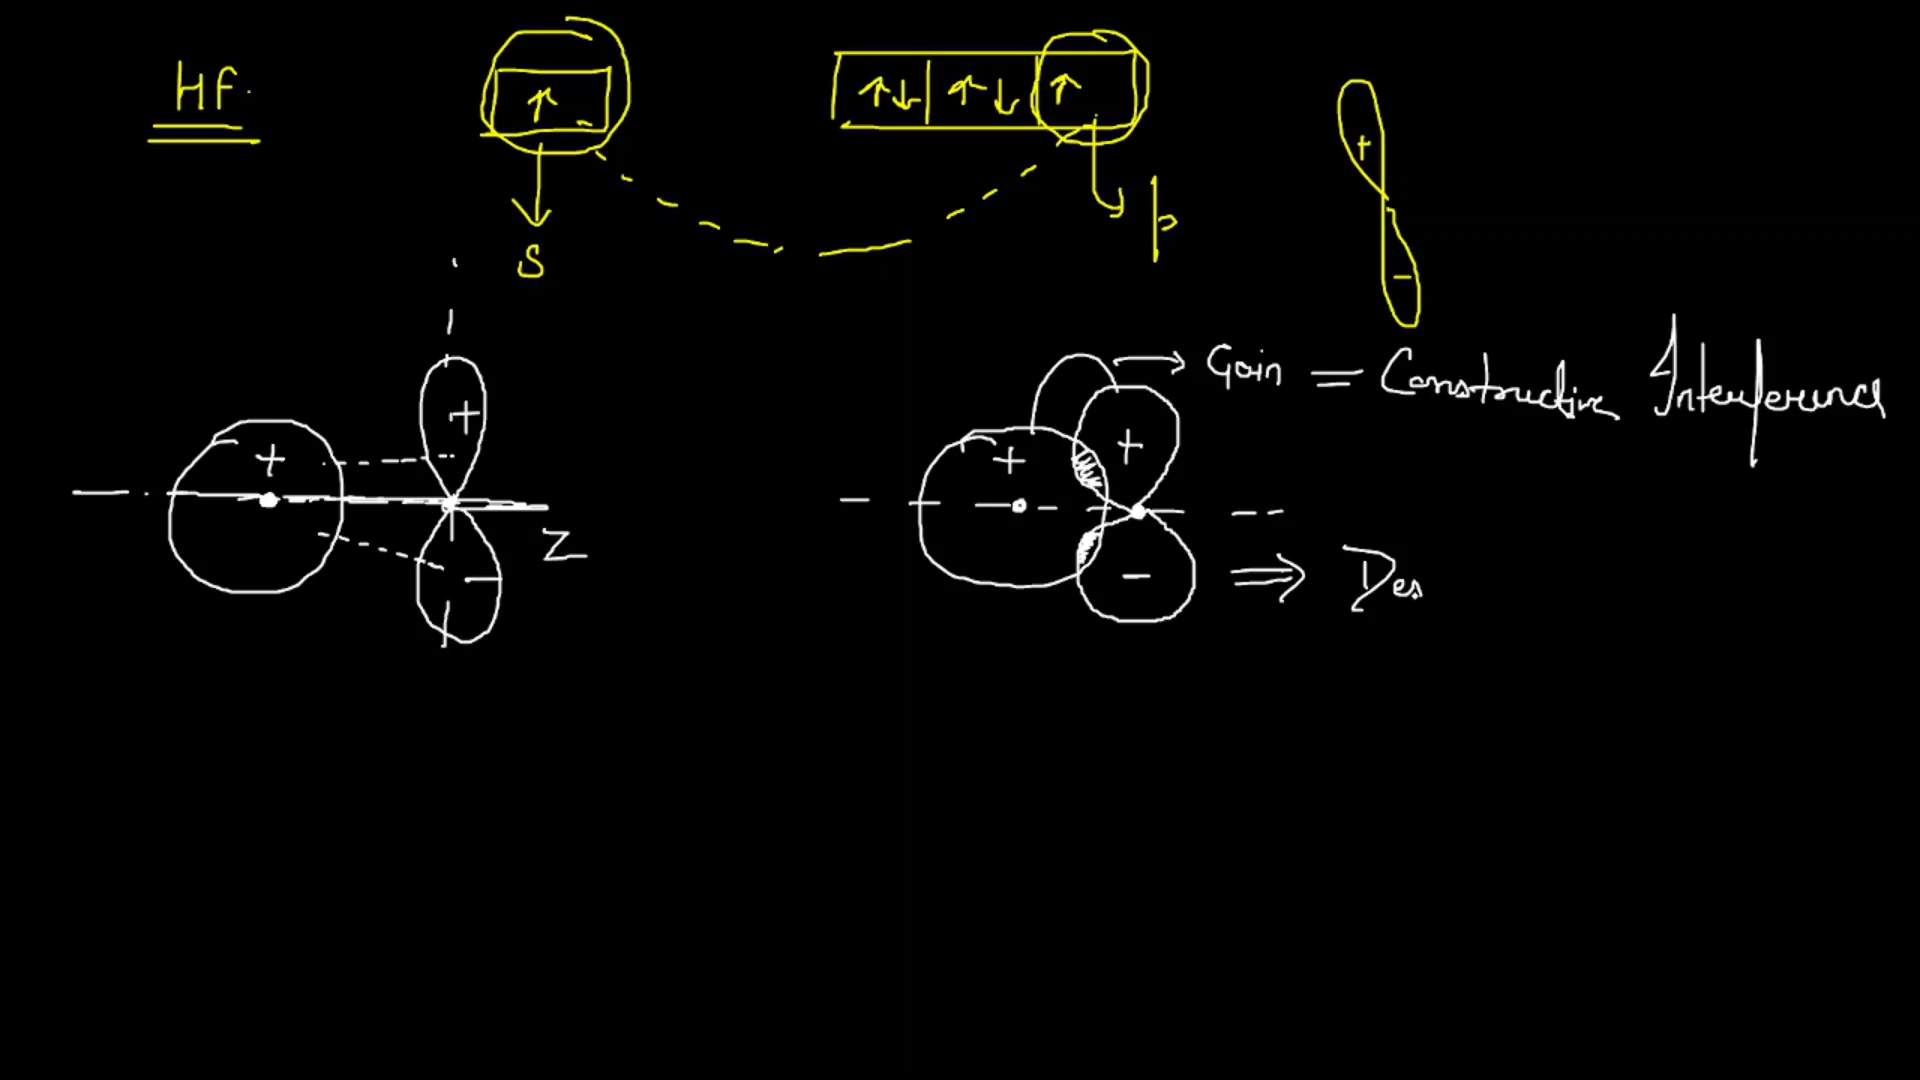 HF.
↑
↑↓ ↑↓ ↑
s
p
+
-
+
+
-
Z
+
+
-
→ Gain = Constructive Interference
⇒ Des